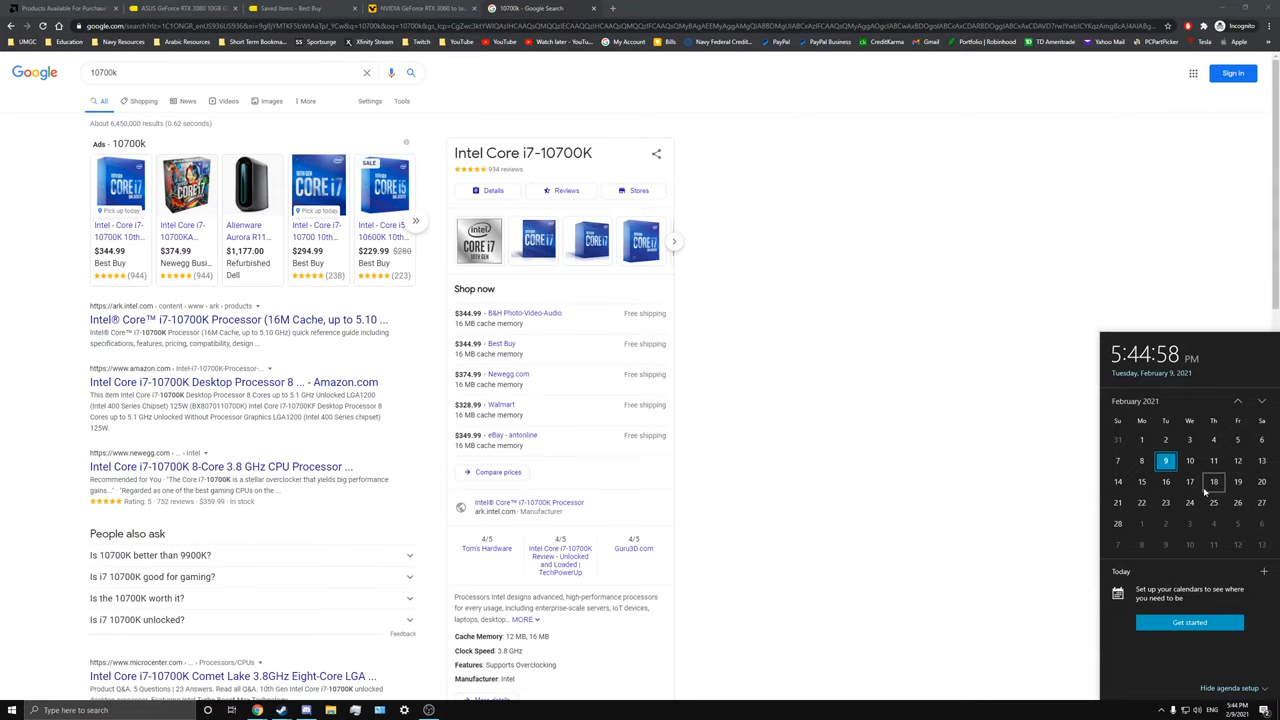 Products Available For Purchase
ASUS GeForce RTX 3080 10GB G
Saved Items - Best Buy
NVIDIA GeForce RTX 3060 to la
10700k - Google Search
Incognito
UMGC
Education
Navy Resources
Arabic Resources
Short Term Bookma...
Sportsurge
Xfinity Stream
Twitch
YouTube
Watch later - YouTu...
My Account
Bills
Navy Federal Credit...
PayPal
PayPal Business
CreditKarma
Gmail
Portfolio | Robinhood
TD Ameritrade
Yahoo Mail
PCPartPicker
Tesla
Apple
Google
10700k
Sign in
All
Shopping
News
Videos
Images
More
Settings
Tools
About 6,450,000 results (0.62 seconds)
Ads · 10700k
Pick up today
Intel - Core i7-
10700K 10th...
$344.99
Best Buy
(944)
Intel Core i7-
10700KA...
$374.99
Newegg Busi...
(944)
Alienware
Aurora R11...
$1,177.00
Refurbished
Dell
Pick up today
Intel - Core i7-
10700 10th...
$294.99
Best Buy
(238)
SALE
Intel - Core i5
10600K 10th...
$229.99 $280
Best Buy
(223)
https://ark.intel.com › content › www › ark › products
Intel® Core™ i7-10700K Processor (16M Cache, up to 5.10 ...
Intel® Core™ i7-10700K Processor (16M Cache, up to 5.10 GHz) quick reference guide including
specifications, features, pricing, compatibility, design ...
https://www.amazon.com › Intel-i7-10700K-Processor-...
Intel Core i7-10700K Desktop Processor 8 ... - Amazon.com
This item Intel Core i7-10700K Desktop Processor 8 Cores up to 5.1 GHz Unlocked LGA1200
(Intel 400 Series Chipset) 125W (BX8070110700K) Intel Core i7-10700KF Desktop Processor 8
Cores up to 5.1 GHz Unlocked Without Processor Graphics LGA1200 (Intel 400 Series chipset)
125W.
https://www.newegg.com › ... › intel
Intel Core i7-10700K 8-Core 3.8 GHz CPU Processor ...
Recommended For You · "The Core i7-10700K is a stellar overclocker that yields big performance
gains..." · "Regarded as one of the best gaming CPUs on the ...
Rating: 5 · 752 reviews · $359.99 · In stock
People also ask
Is 10700K better than 9900K?
Is i7 10700K good for gaming?
Is the 10700K worth it?
Is i7 10700K unlocked?
Feedback
https://www.microcenter.com › ... › Processors/CPUs
Intel Core i7-10700K Comet Lake 3.8GHz Eight-Core LGA ...
Product Q&A. 5 Questions | 23 Answers. Read all Q&A. 10th Gen Intel Core i7-10700K unlocked
Intel Core i7-10700K
934 reviews
Details
Reviews
Stores
Shop now
$344.99 · B&H Photo-Video-Audio Free shipping
16 MB cache memory
$344.99 · Best Buy Free shipping
16 MB cache memory
$374.99 · Newegg.com Free shipping
16 MB cache memory
$328.99 · Walmart Free shipping
16 MB cache memory
$349.99 · eBay - antonline Free shipping
16 MB cache memory
Compare prices
Intel® Core™ i7-10700K Processor
ark.intel.com · Manufacturer
4/5
Tom's Hardware
4/5
Intel Core i7-10700K
Review - Unlocked
and Loaded |
TechPowerUp
4/5
Guru3D.com
Processors Intel designs advanced, high-performance processors
for every usage, including enterprise-scale servers, IoT devices,
laptops, desktop... MORE
Cache Memory: 12 MB, 16 MB
Clock Speed: 3.8 GHz
Features: Supports Overclocking
Manufacturer: Intel
5:44:58 PM
Tuesday, February 9, 2021
February 2021
Su Mo Tu We Th Fr Sa
31 1 2 3 4 5 6
7 8 9 10 11 12 13
14 15 16 17 18 19 20
21 22 23 24 25 26 27
28 1 2 3 4 5 6
7 8 9 10 11 12 13
Today
Set up your calendars to see where
you need to be
Get started
Hide agenda setup
Type here to search
ENG
5:44 PM
2/9/2021